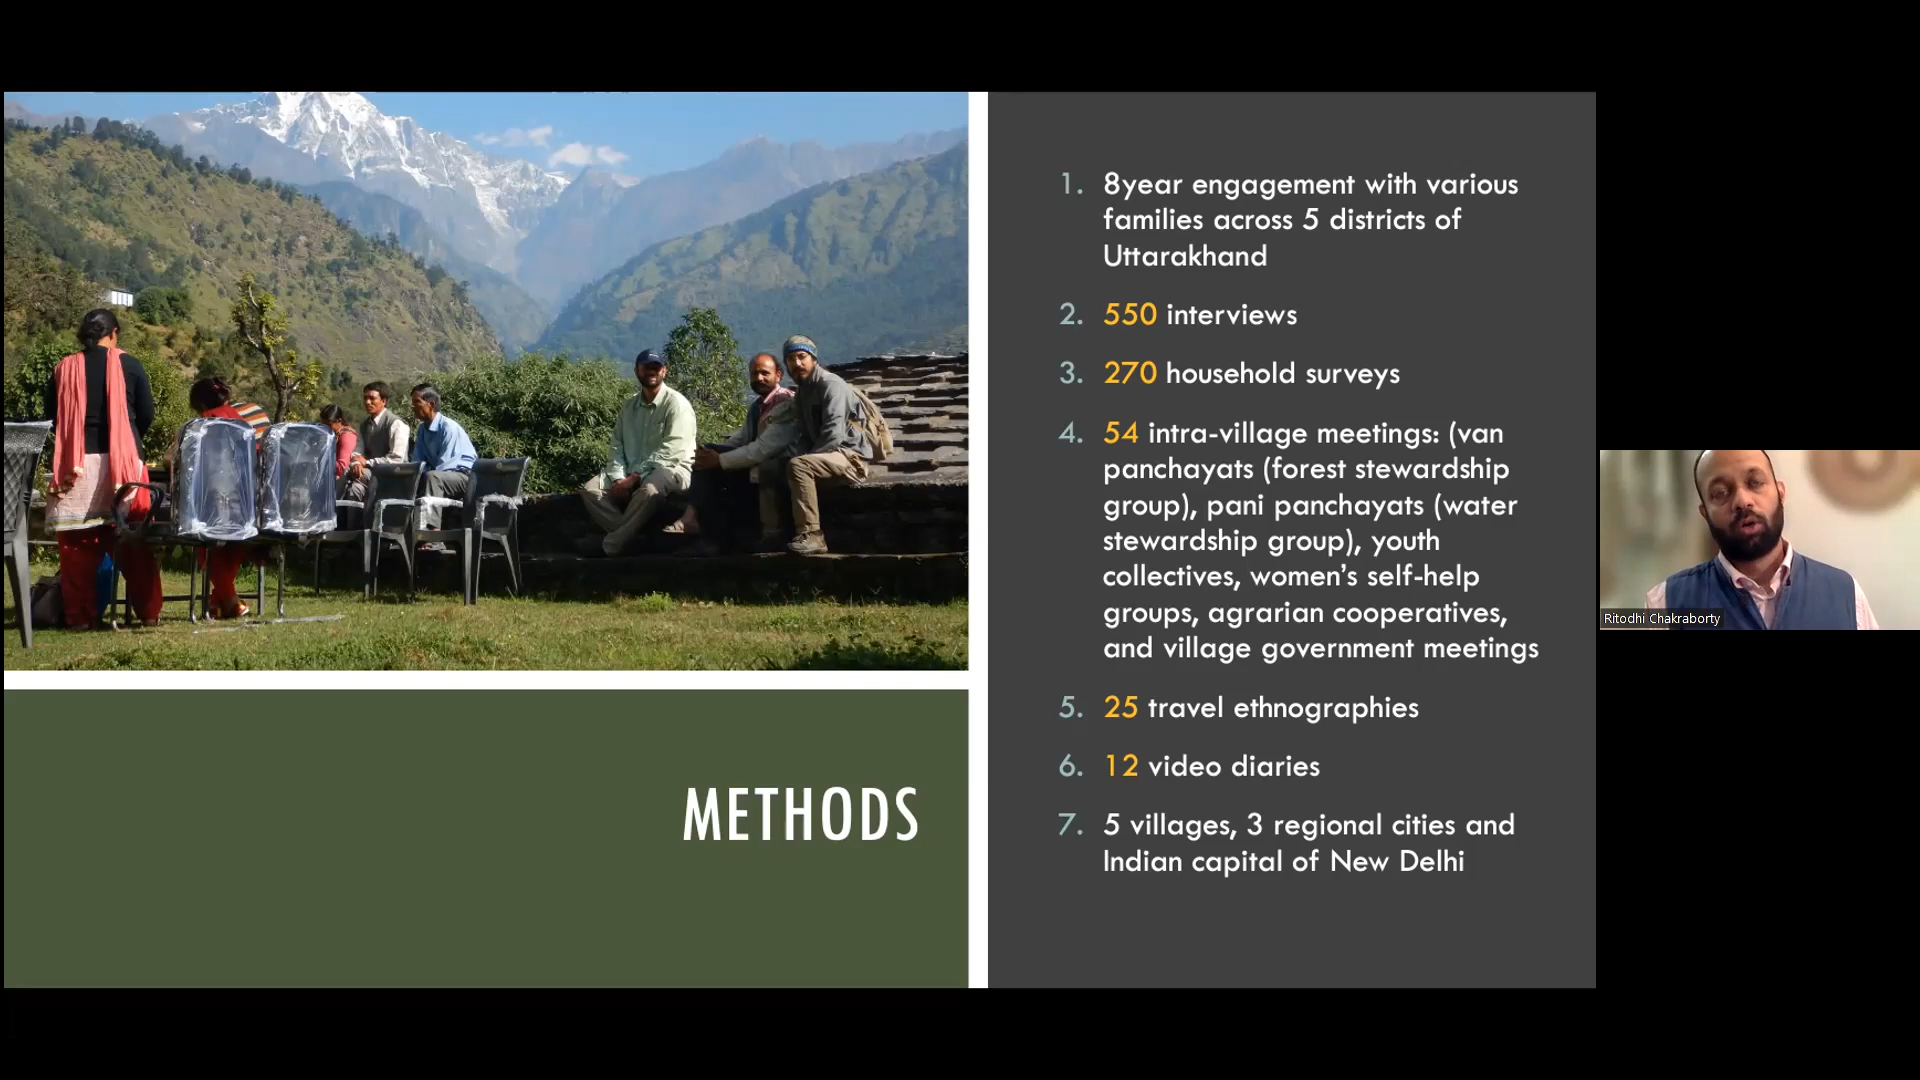 1. 8year engagement with various
families across 5 districts of
Uttarakhand
2. 550 interviews
3. 270 household surveys
4. 54 intra-village meetings: (van
panchayats (forest stewardship
group), pani panchayats (water
stewardship group), youth
collectives, women’s self-help
groups, agrarian cooperatives,
and village government meetings
5. 25 travel ethnographies
6. 12 video diaries
7. 5 villages, 3 regional cities and
Indian capital of New Delhi
METHODS
Ritodhi Chakraborty